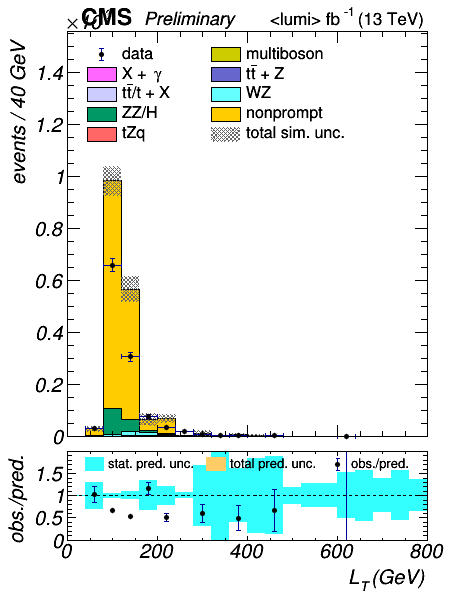 ×10 CMS Preliminary <lumi> fb⁻¹ (13 TeV)
data multiboson
X + γ tt̄ + Z
tt̄/t + X WZ
ZZ/H nonprompt
tZq total sim. unc.
events / 40 GeV
1.4
1.2
1
0.8
0.6
0.4
0.2
0
stat. pred. unc. total pred. unc. obs./pred.
obs./pred.
1.5
1
0.5
0
0 200 400 600 800
L_T(GeV)